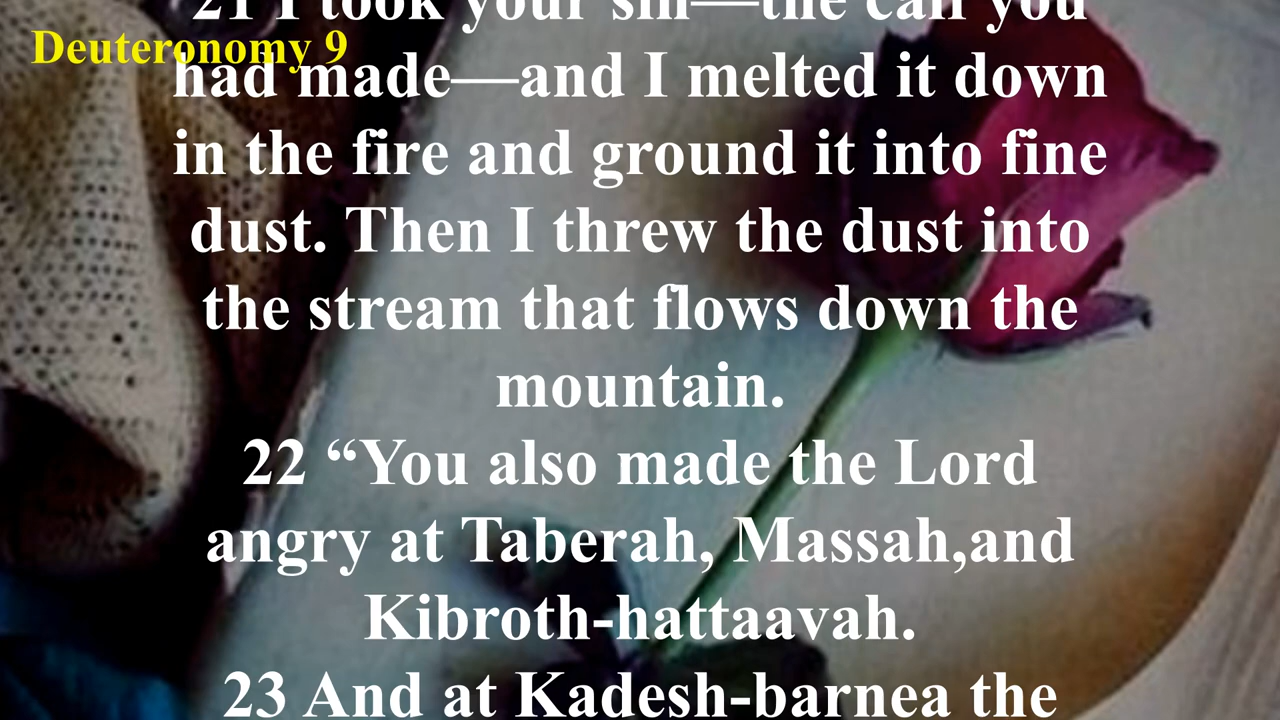 21 I took your sin—the calf you
Deuteronomy 9
had made—and I melted it down
in the fire and ground it into fine
dust. Then I threw the dust into
the stream that flows down the
mountain.
22 “You also made the Lord
angry at Taberah, Massah,and
Kibroth-hattaavah.
23 And at Kadesh-barnea the